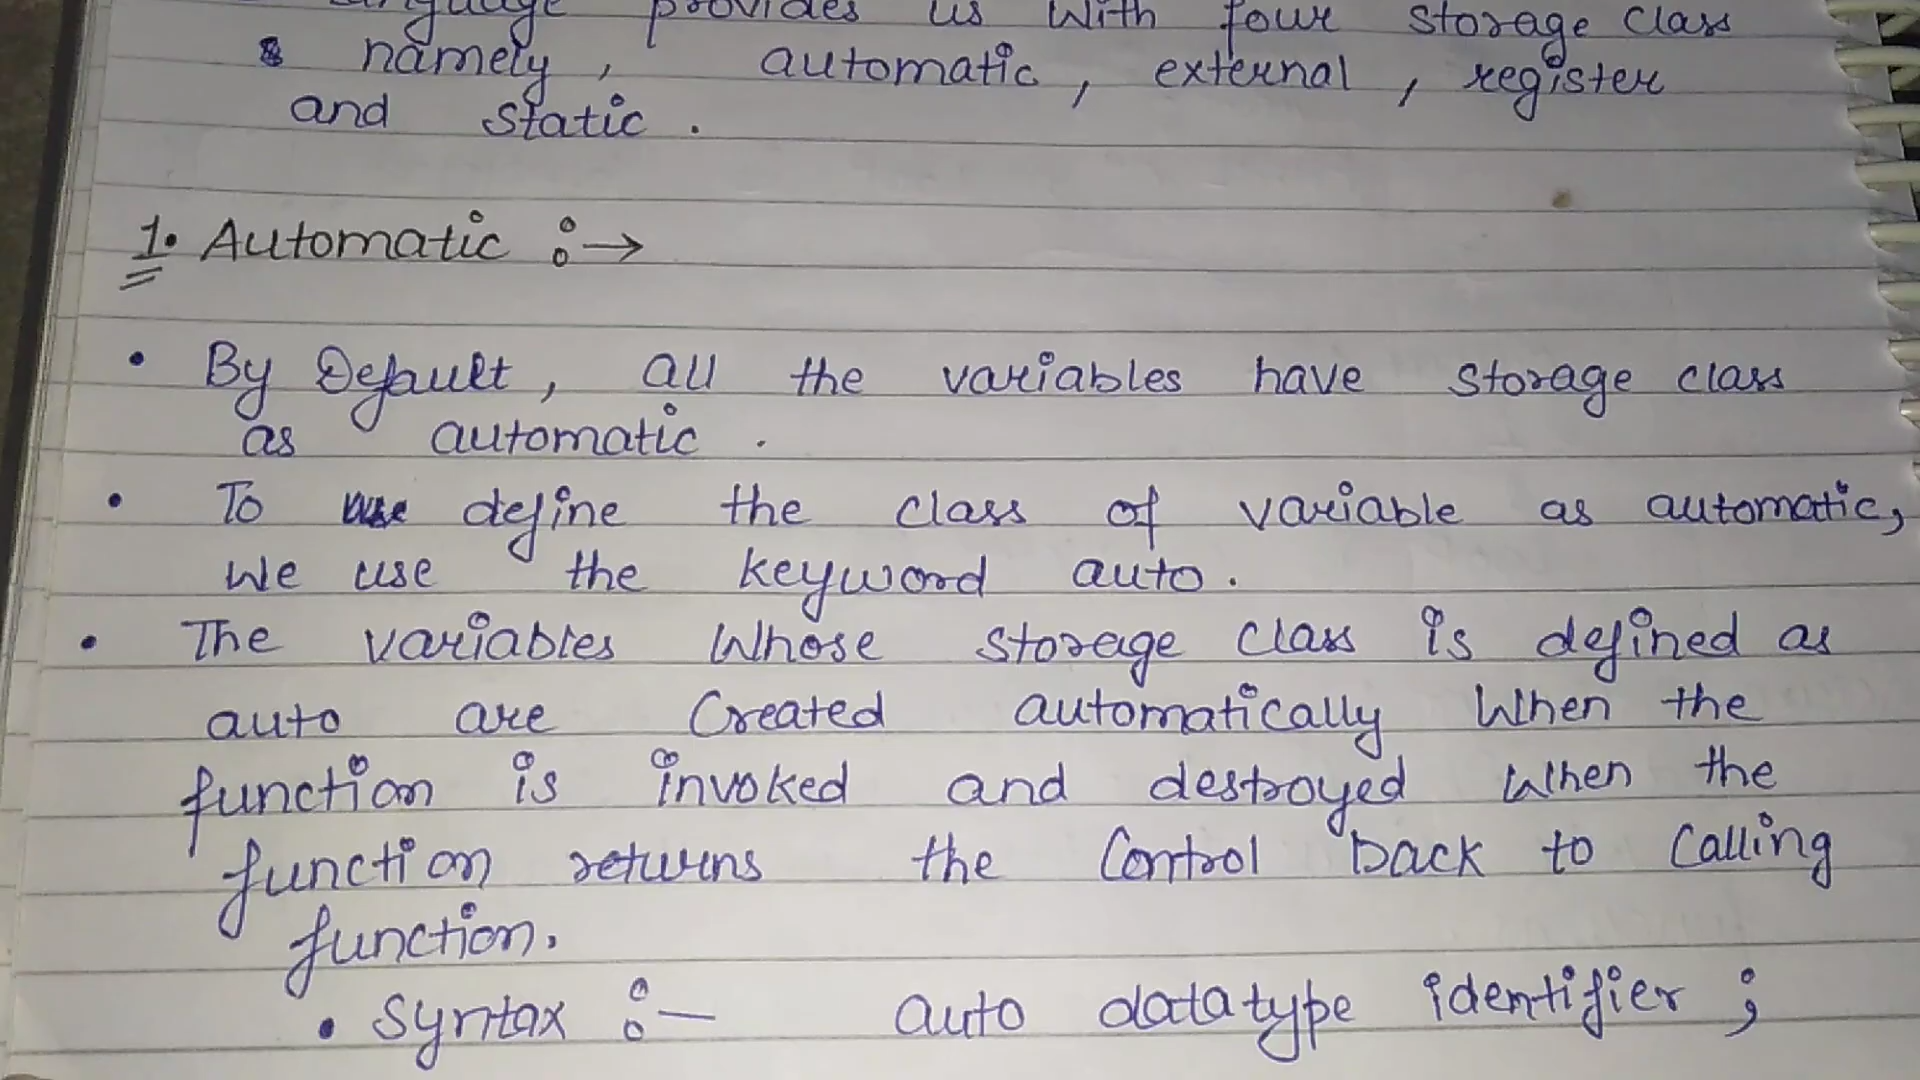 language provides us with four storage class
namely , automatic , external , register
and static .
1. Automatic :→
• By Default , all the variables have storage class
as automatic .
• To define the class of variable as automatic,
we use the keyword auto .
• The variables whose storage class is defined as
auto are created automatically when the
function is invoked and destroyed when the
function returns the control back to calling
function.
• Syntax :— auto datatype identifier ;